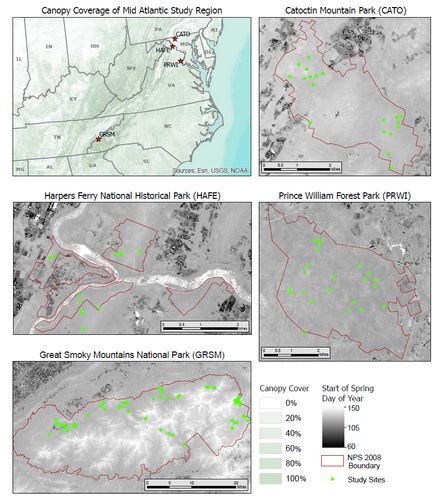 Canopy Coverage of Mid Atlantic Study Region
IL
IN
OH
PA
NJ
CATO
HAFE
MD
DE
WV
PRWI
KY
VA
TN
GRSM
NC
MS
AL
GA
SC
Sources: Esri, USGS, NOAA
Catoctin Mountain Park (CATO)
0 0.5 1 2
Miles
Harpers Ferry National Historical Park (HAFE)
0 0.5 1 2
Miles
Prince William Forest Park (PRWI)
0 0.5 1 2
Miles
Great Smoky Mountains National Park (GRSM)
0 5 10 20
Miles
Canopy Cover
0%
20%
40%
60%
80%
100%
Start of Spring
Day of Year
150
60
NPS 2008
Boundary
Study Sites